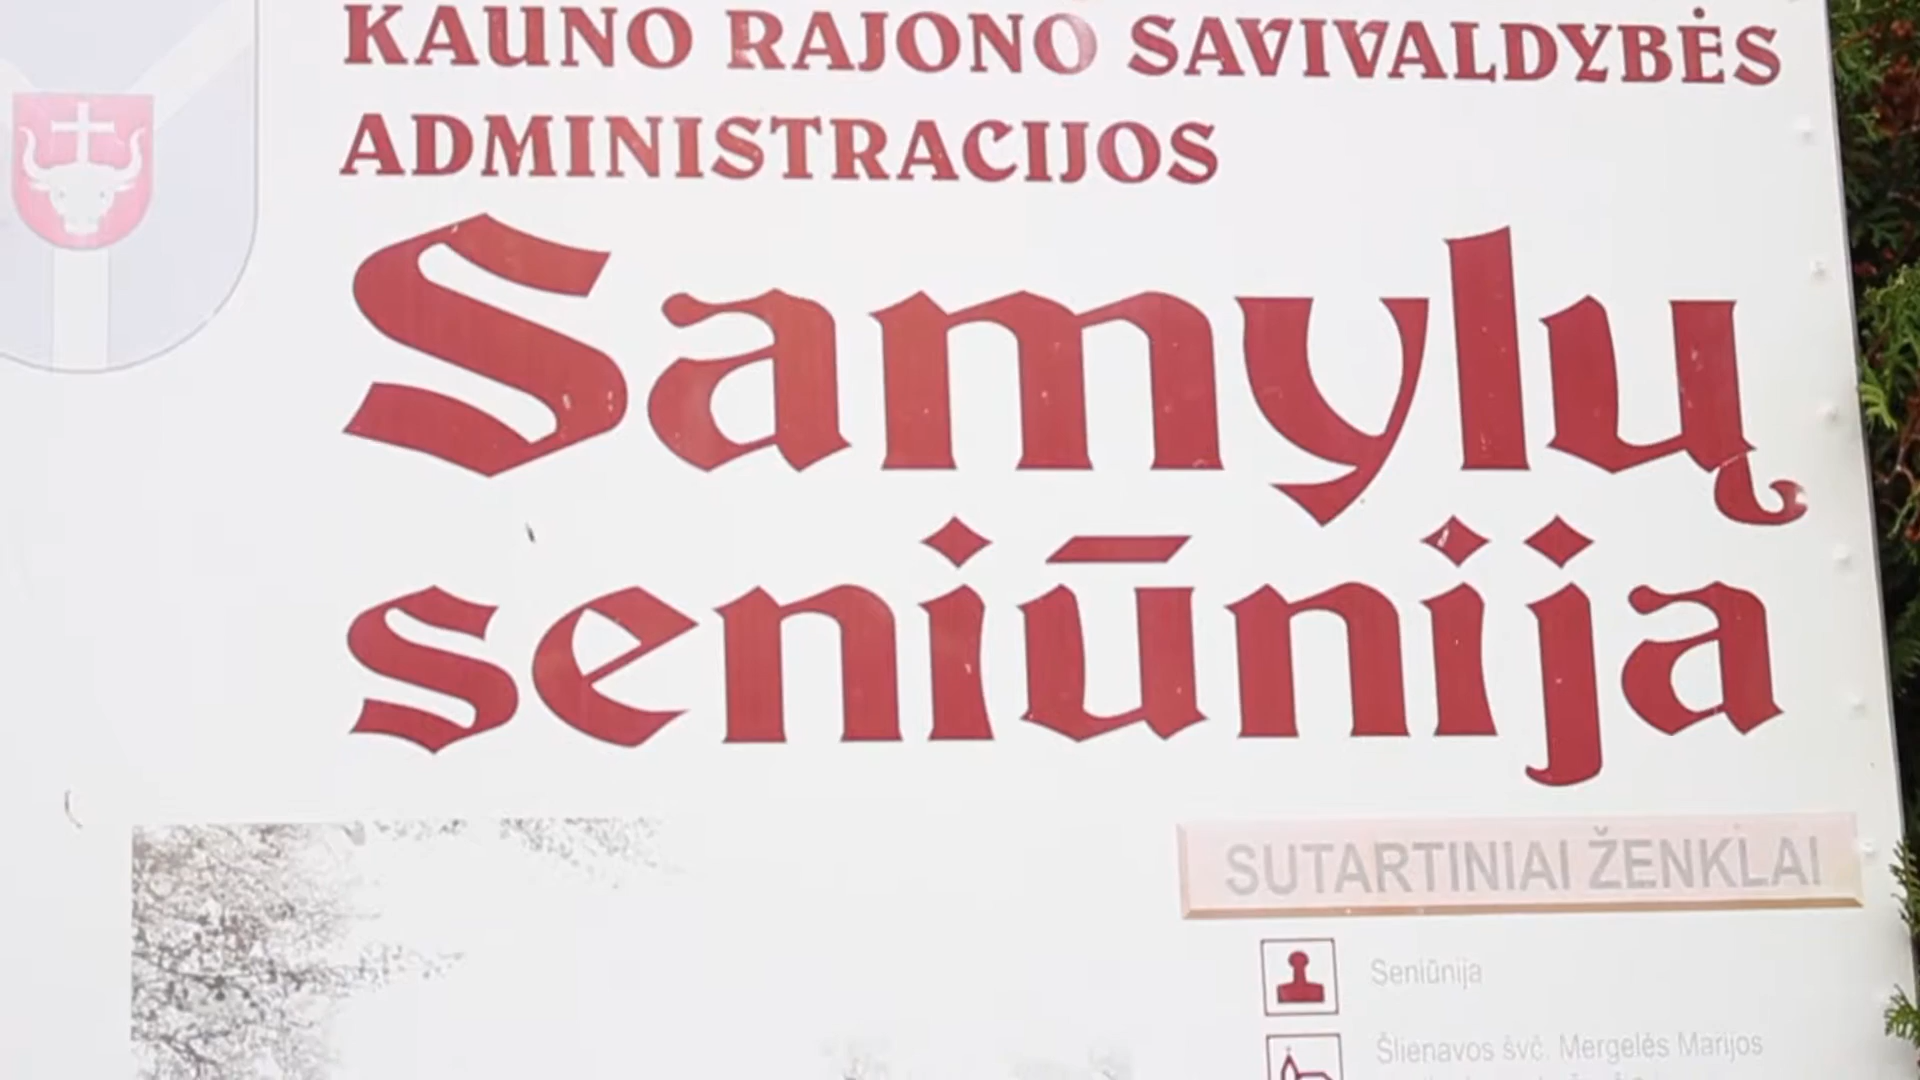 KAUNO RAJONO SAVIVALDYBĖS
ADMINISTRACIJOS
Samylų
seniūnija
SUTARTINIAI ŽENKLAI
Seniūnija
Šlienavos švč. Mergelės Marijos